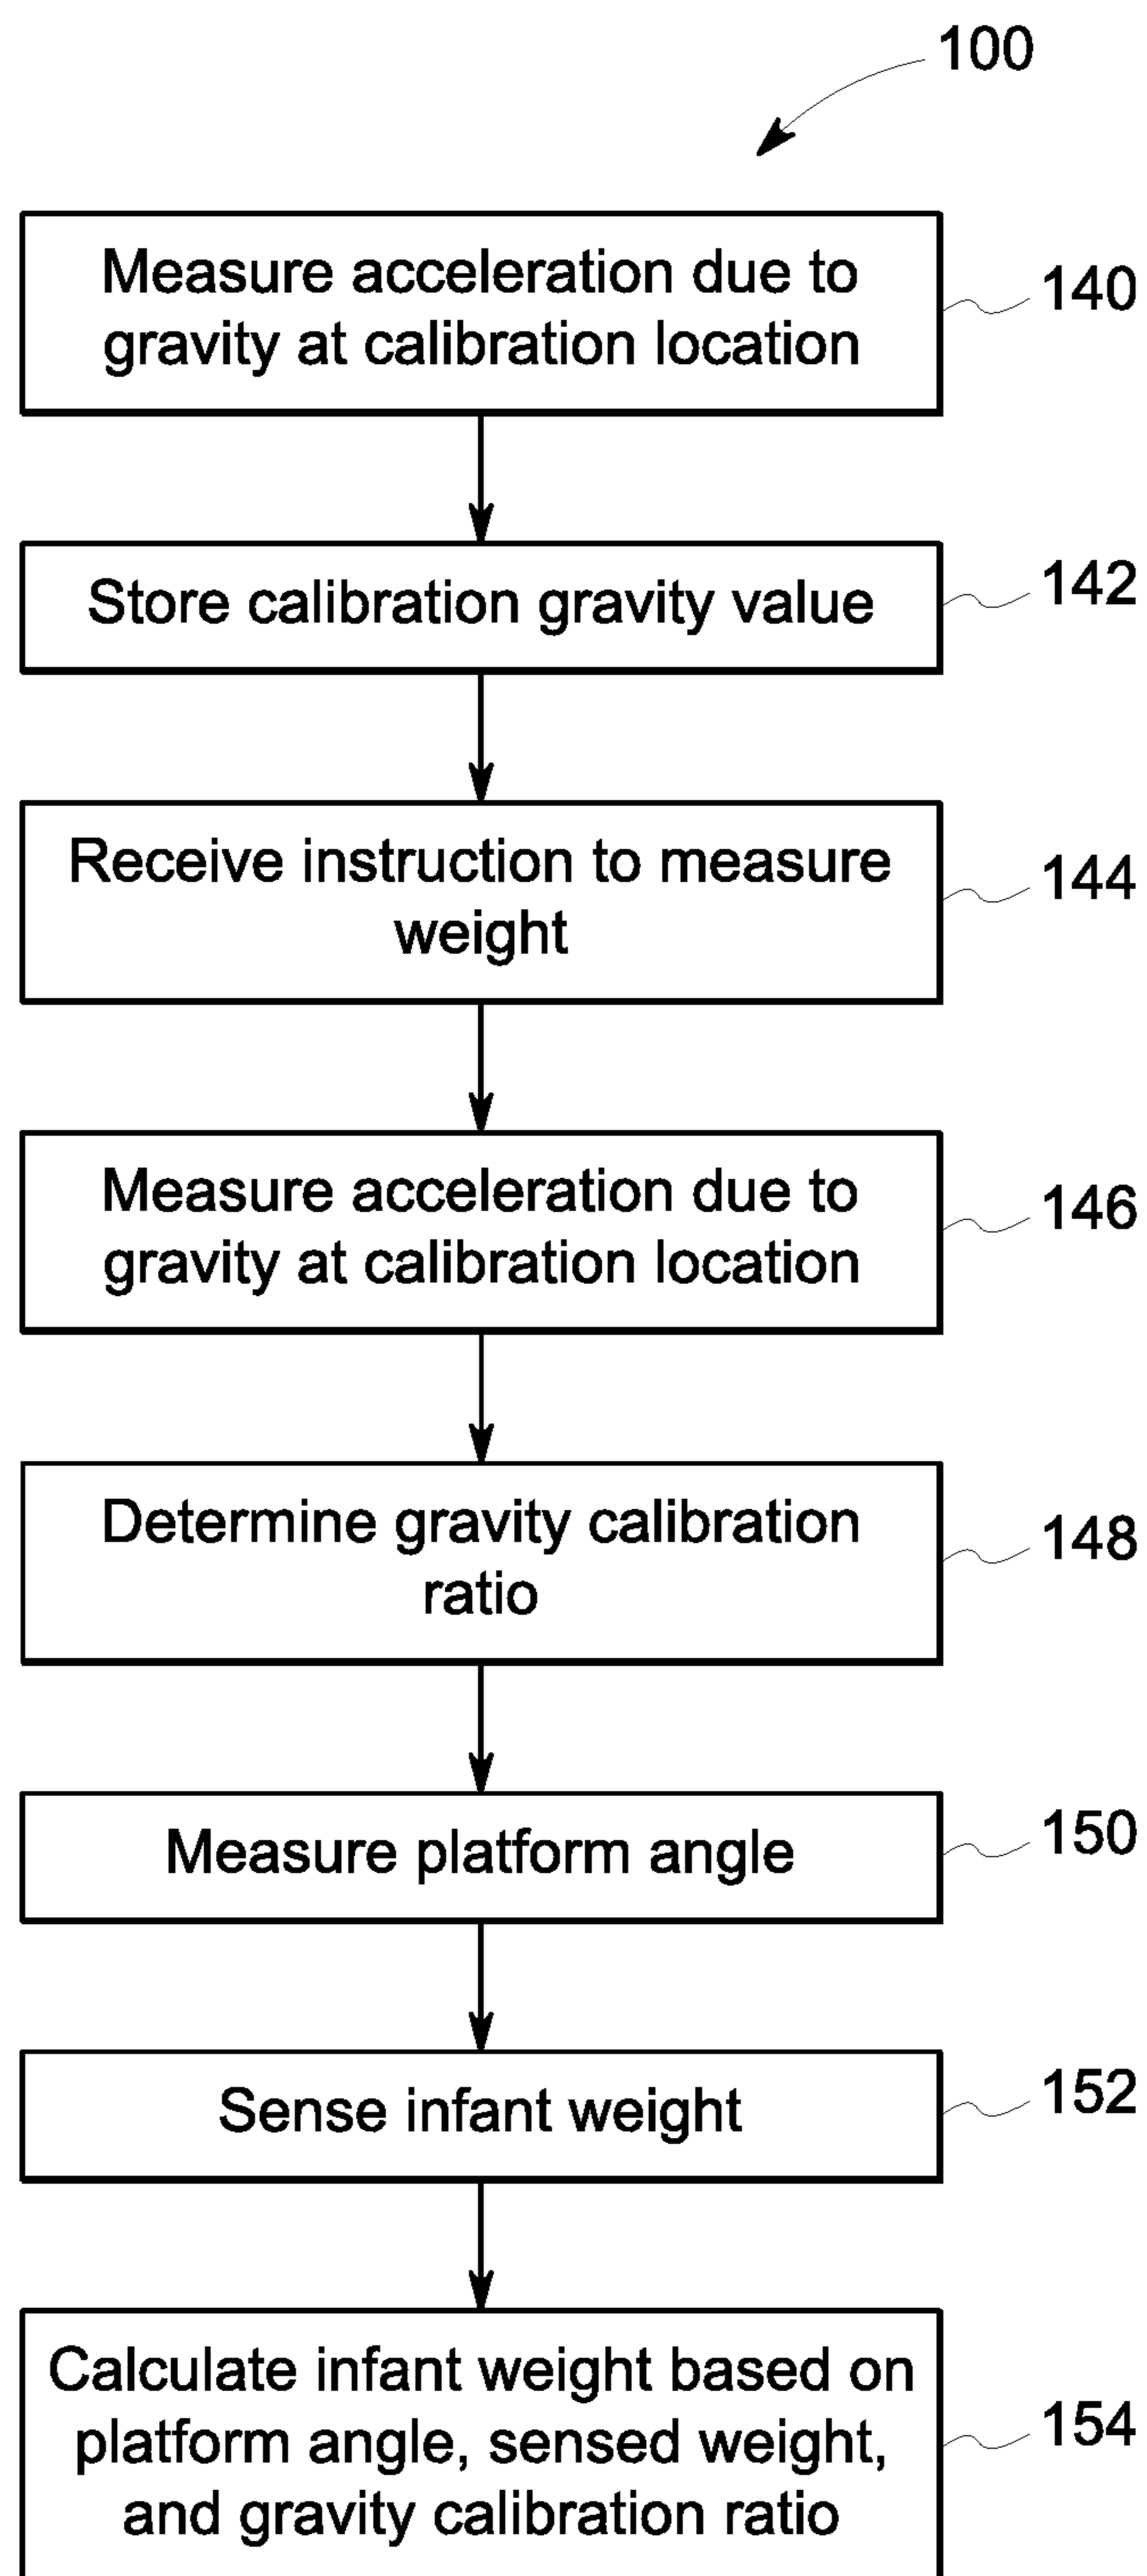 100
Measure acceleration due to
gravity at calibration location
140
Store calibration gravity value
142
Receive instruction to measure
weight
144
Measure acceleration due to
gravity at calibration location
146
Determine gravity calibration
ratio
148
Measure platform angle
150
Sense infant weight
152
Calculate infant weight based on
platform angle, sensed weight,
and gravity calibration ratio
154